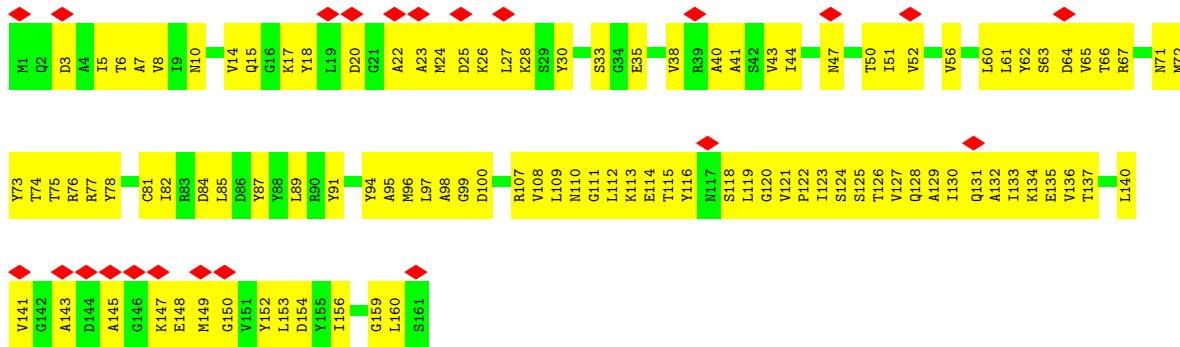 M1 Q2 D3 A4 I5 T6 A7 V8 I9 N10 V14 Q15 G16 K17 Y18 L19 D20 G21 A22 A23 M24 D25 K26 L27 K28 S29 Y30 S33 G34 E35 V38 R39 A40 A41 S42 V43 I44 N47 T50 I51 V52 V56 L60 L61 Y62 S63 D64 V65 T66 R67 N71 M72
Y73 T74 T75 R76 R77 Y78 C81 I82 R83 D84 L85 D86 Y87 Y88 L89 R90 Y91 Y94 A95 M96 L97 A98 G99 D100 R107 V108 L109 N110 G111 L112 K113 E114 T115 Y116 N117 S118 L119 G120 V121 P122 I123 S124 S125 T126 V127 Q128 A129 I130 Q131 A132 I133 K134 E135 V136 T137 L140
V141 G142 A143 D144 A145 G146 K147 E148 M149 G150 V151 Y152 L153 D154 Y155 I156 G159 L160 S161